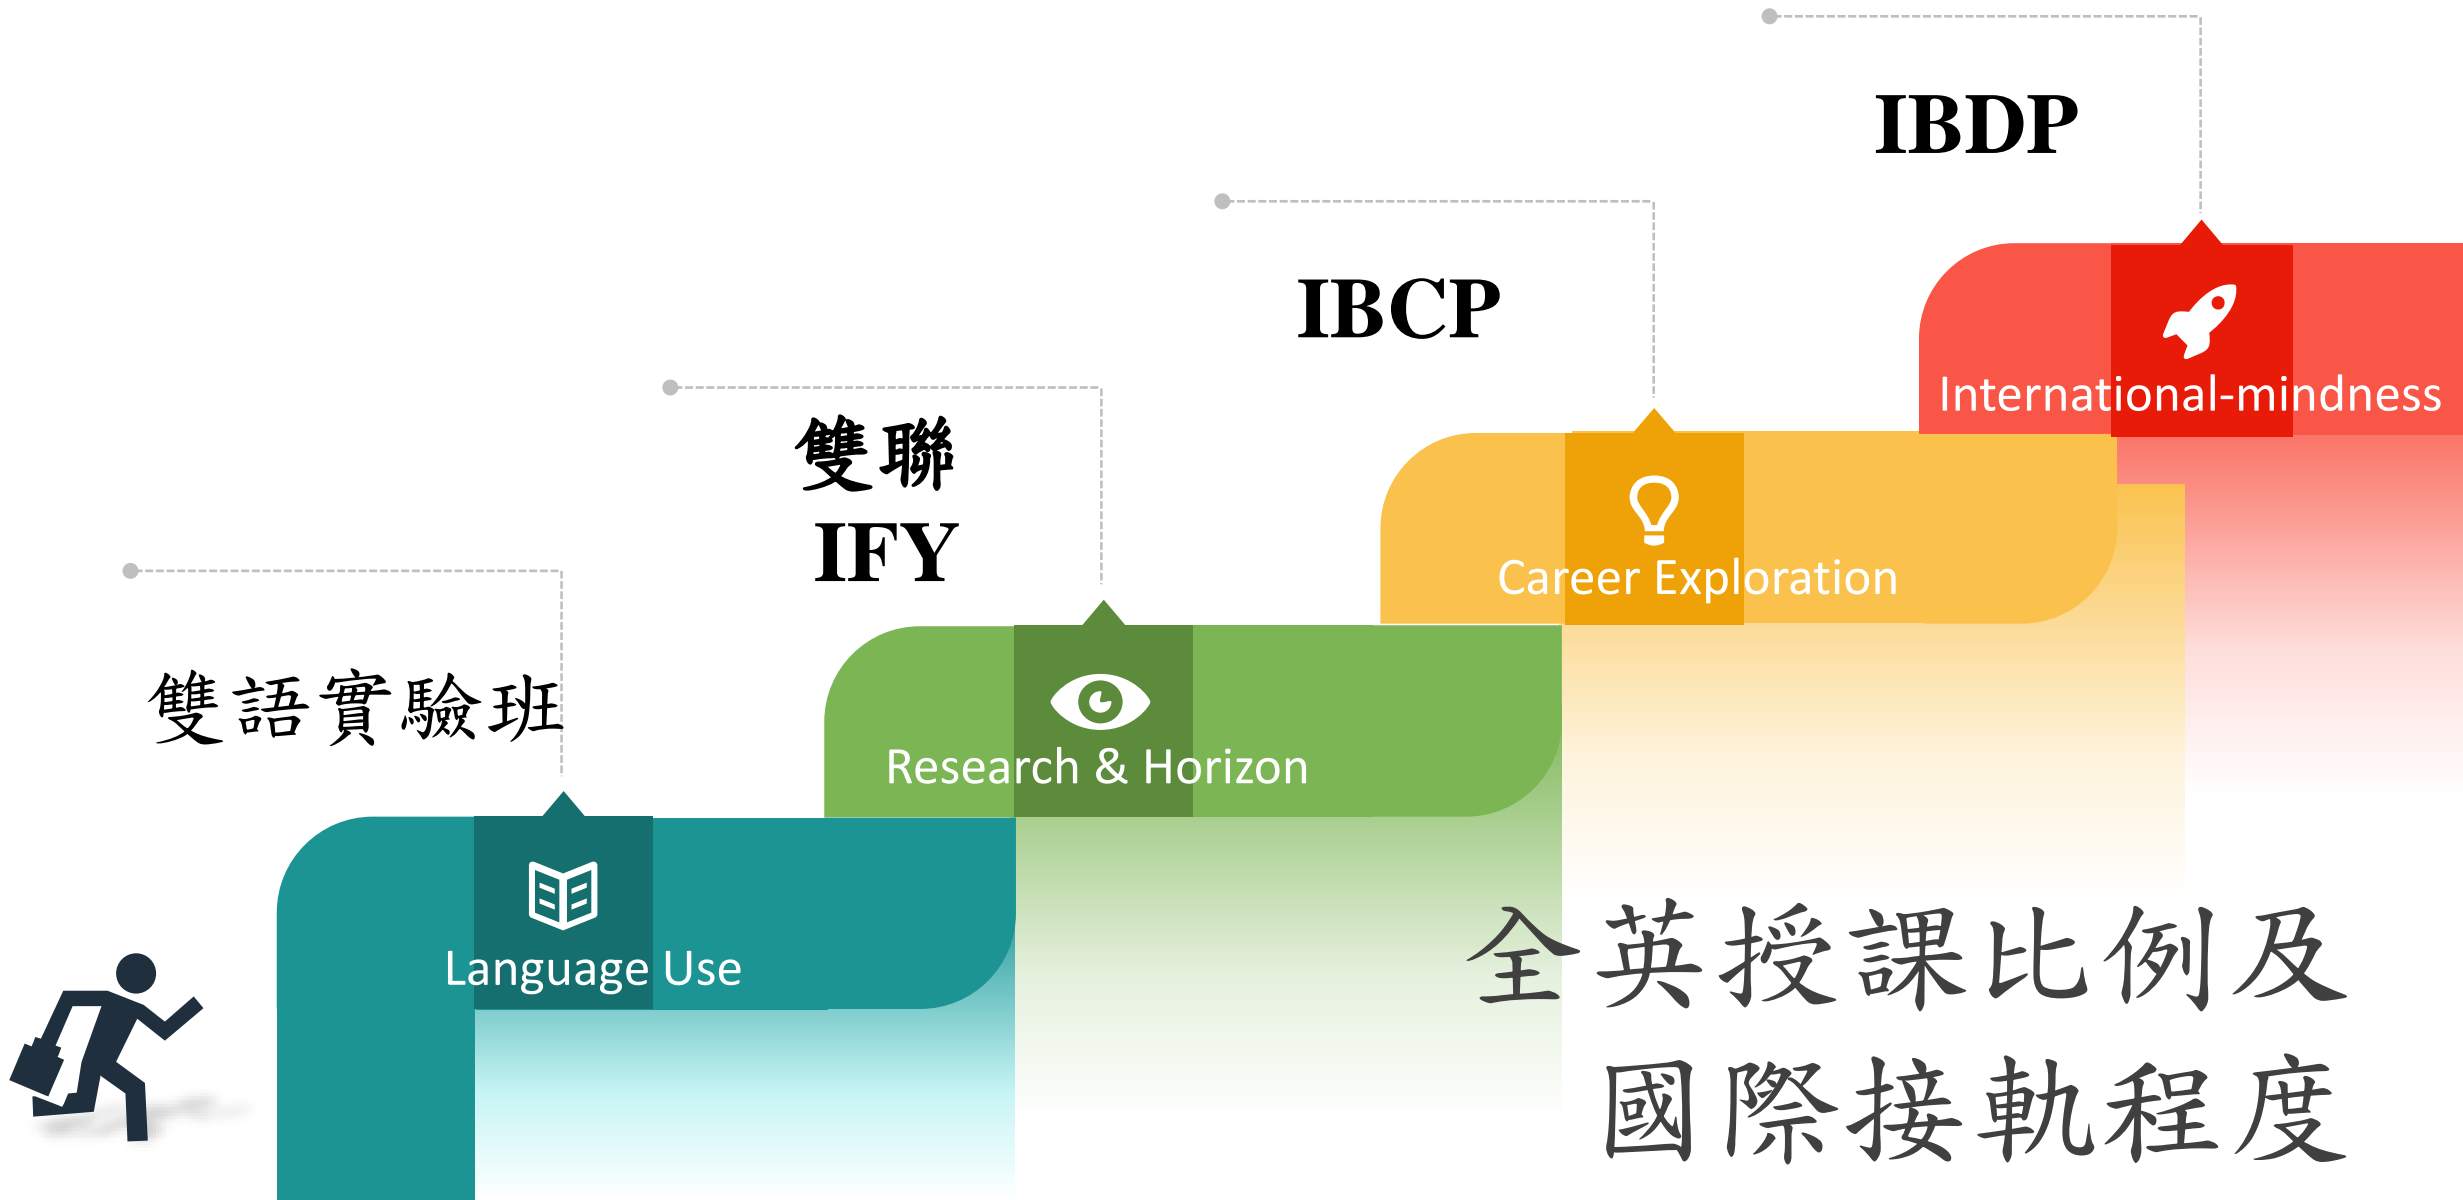 IBDP
International-mindness
IBCP
Career Exploration
雙聯
IFY
Research & Horizon
雙語實驗班
Language Use
全英授課比例及
國際接軌程度